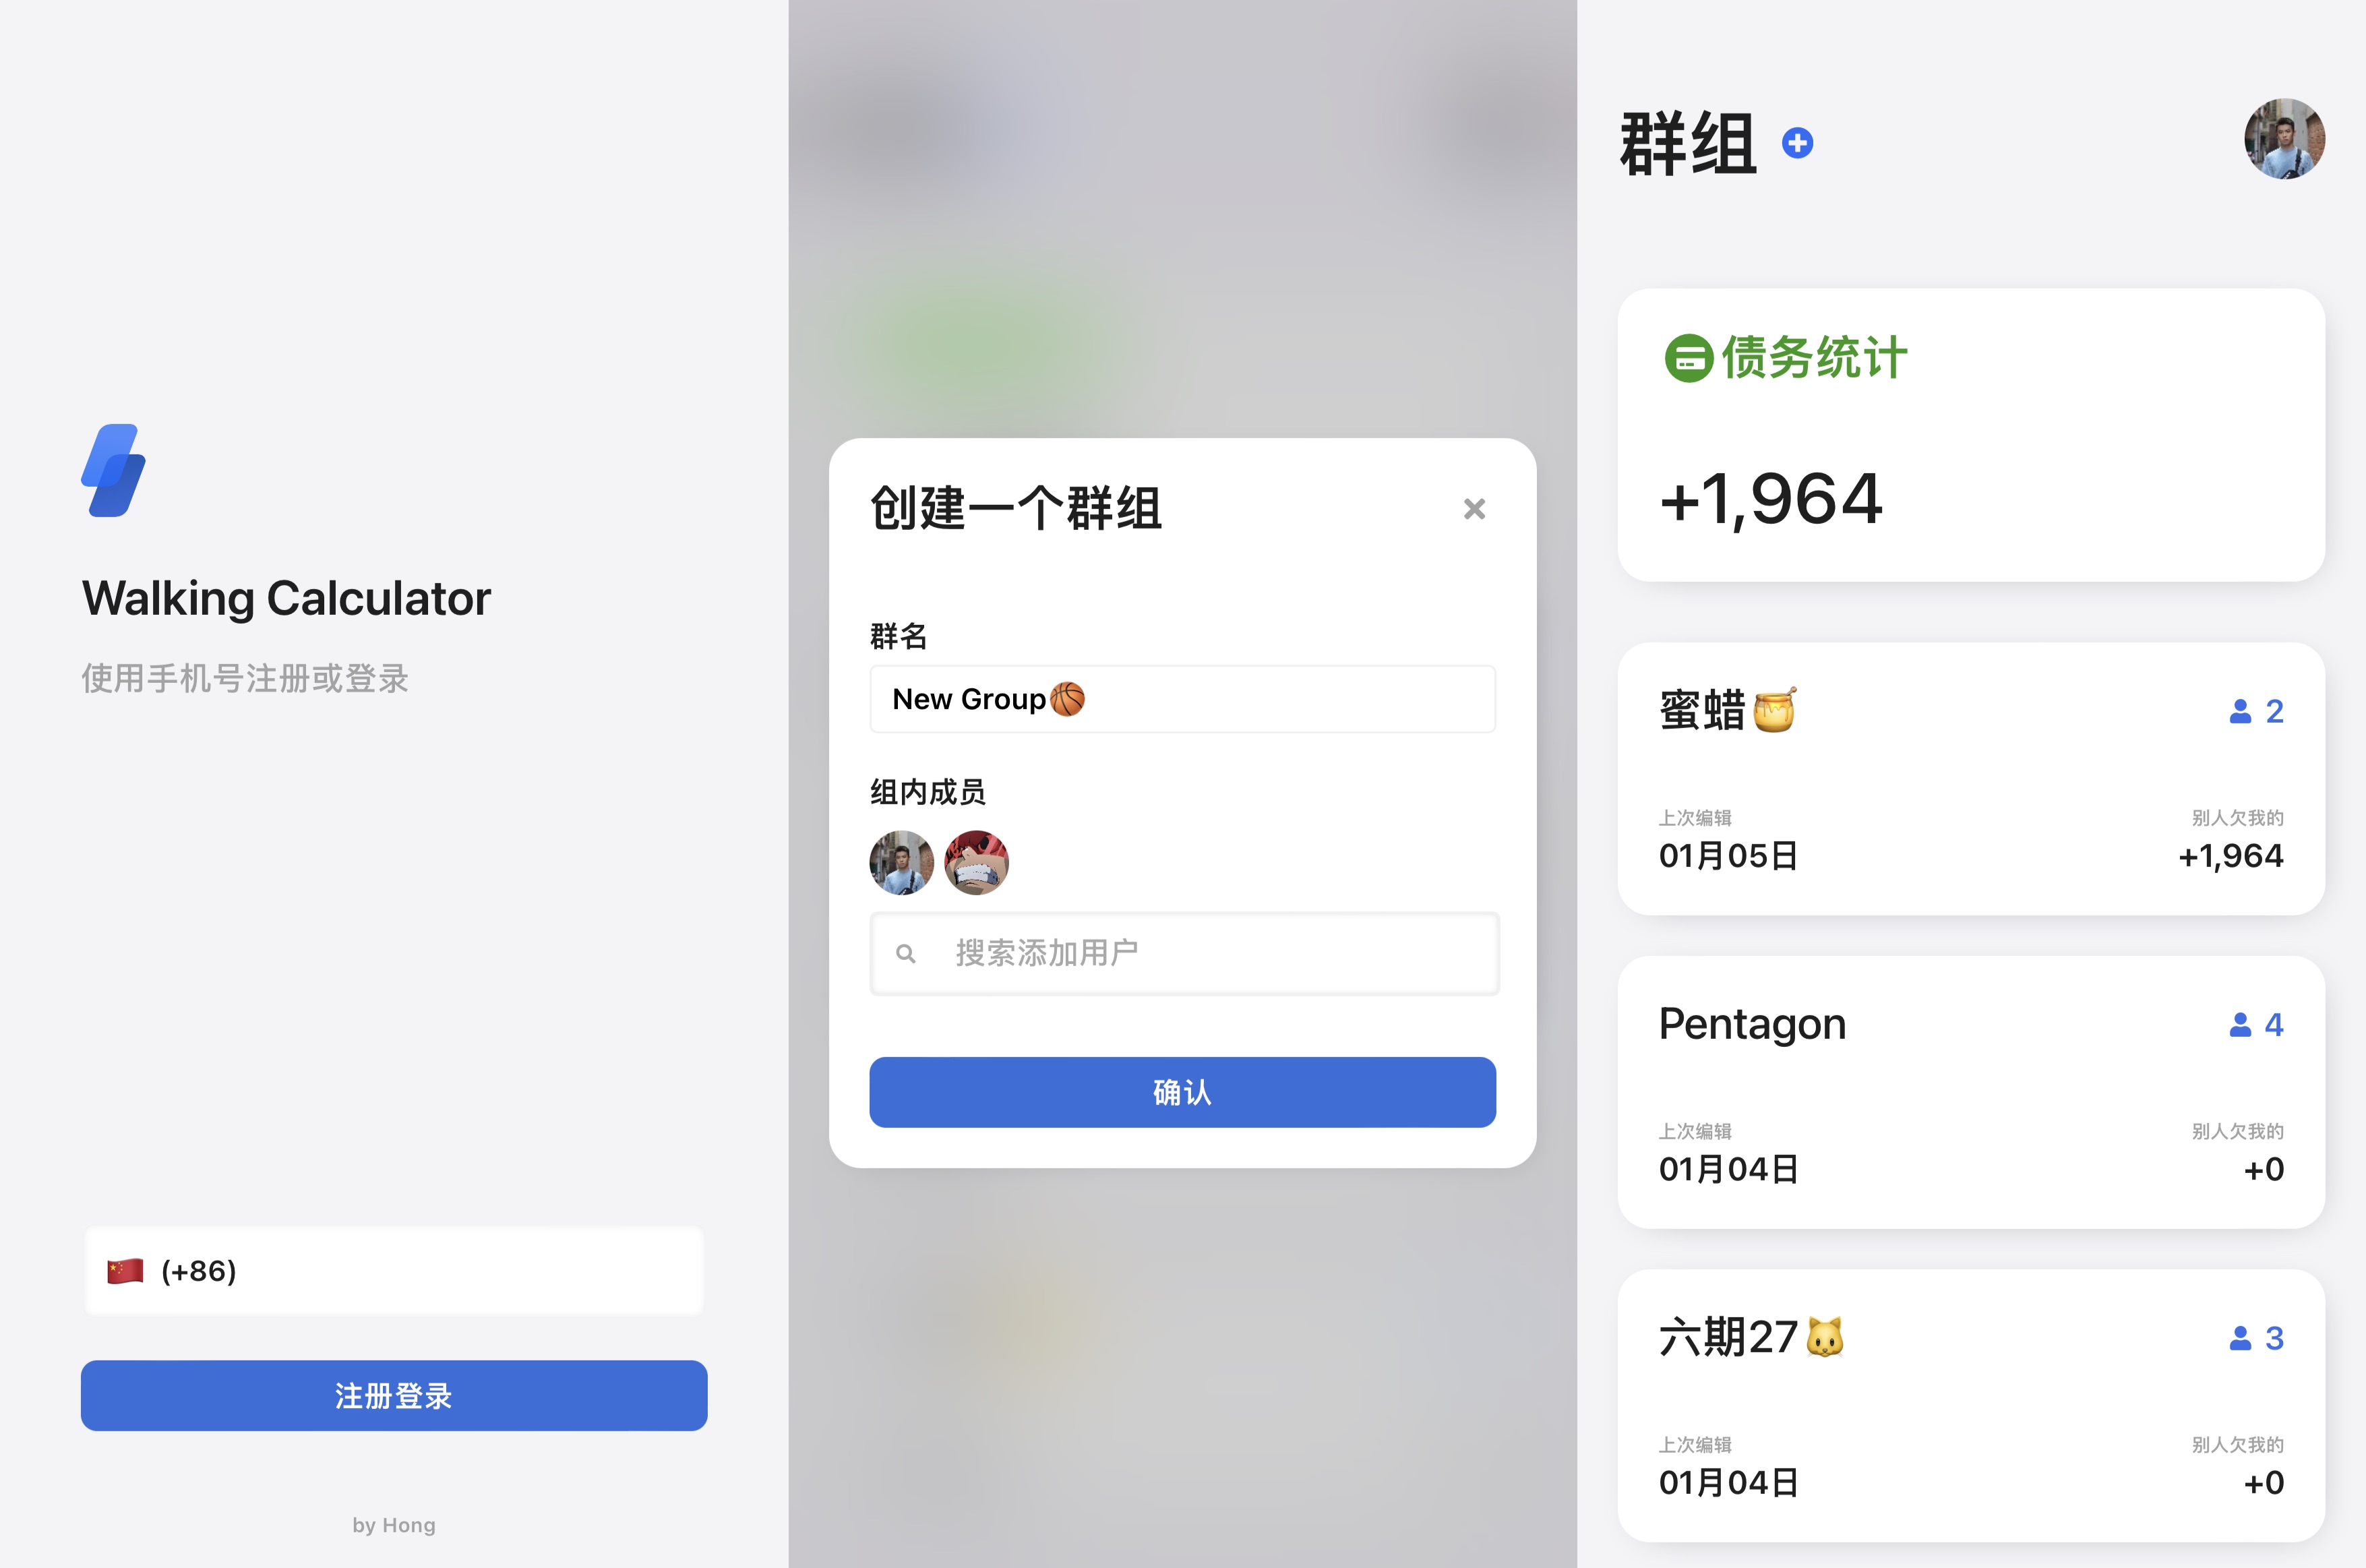 Walking Calculator
使用手机号注册或登录
🇨🇳 (+86)
注册登录
by Hong
创建一个群组
群名
New Group🏀
组内成员
搜索添加用户
确认
群组
债务统计
+1,964
蜜蜡🍯
2
上次编辑
别人欠我的
01月05日
+1,964
Pentagon
4
上次编辑
别人欠我的
01月04日
+0
六期27🐱
3
上次编辑
别人欠我的
01月04日
+0